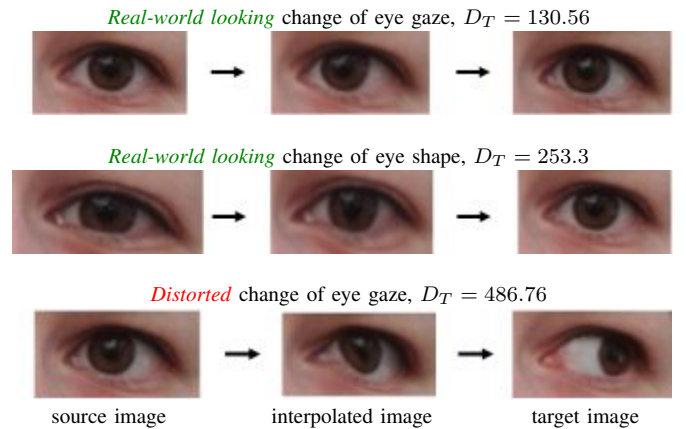 Real-world looking change of eye gaze, D_T = 130.56
Real-world looking change of eye shape, D_T = 253.3
Distorted change of eye gaze, D_T = 486.76
source image interpolated image target image